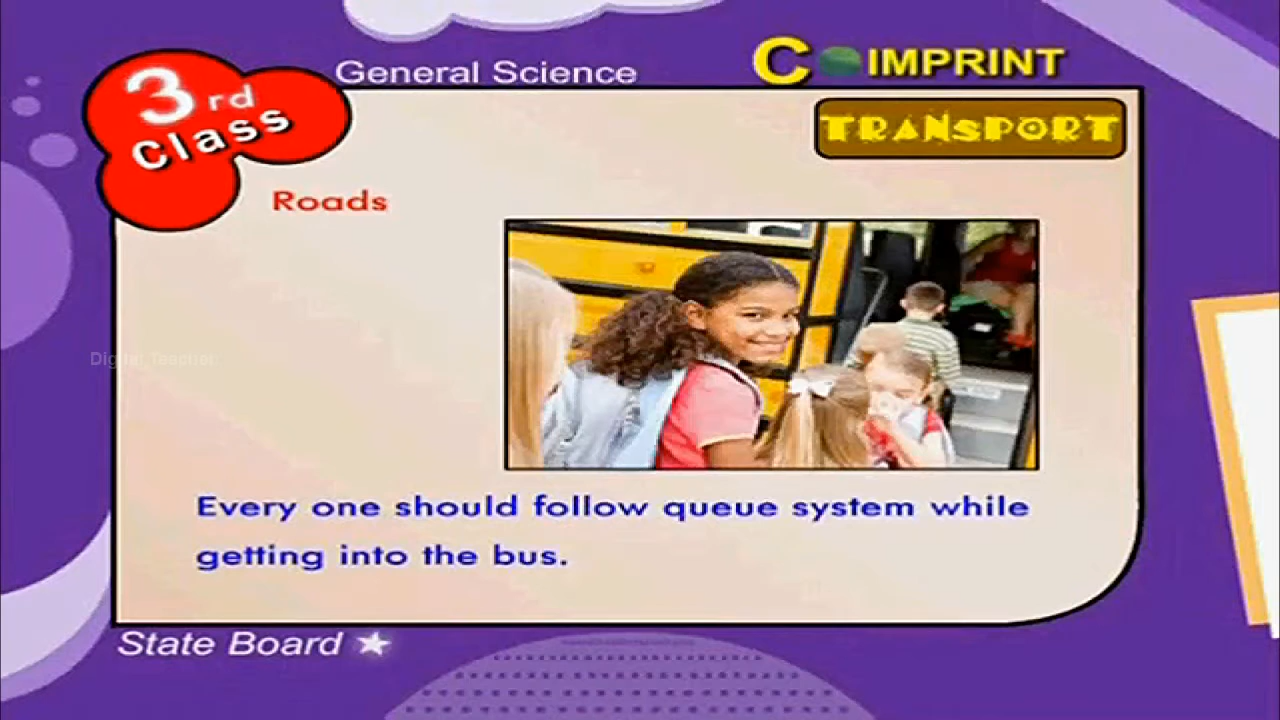 General Science
C IMPRINT
3rd
Class
TRANSPORT
Roads
Digital Teacher
Every one should follow queue system while
getting into the bus.
State Board